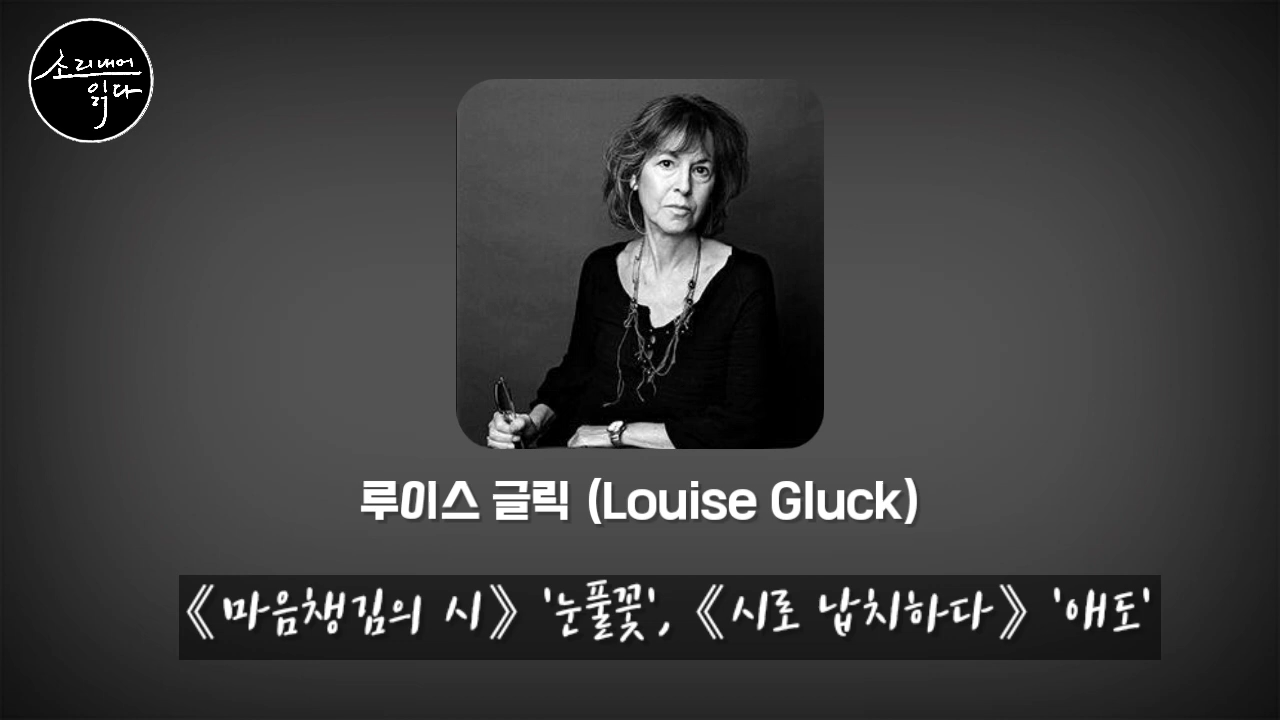 소리내어
읽다
루이스 글릭 (Louise Gluck)
《마음챙김의 시》 '눈풀꽃', 《시로 납치하다》 '애도'